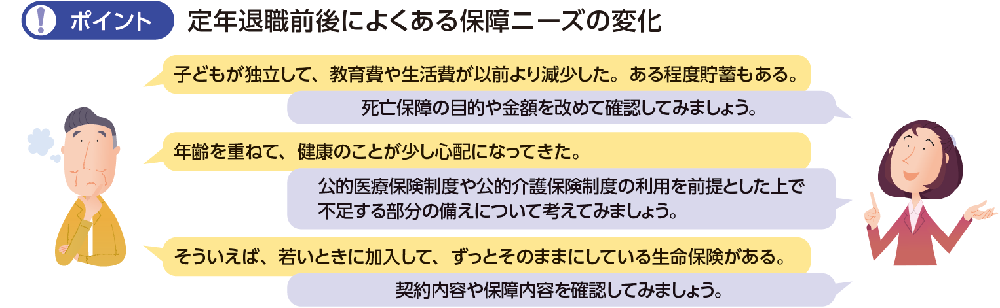 ! ポイント 定年退職前後によくある保障ニーズの変化
子どもが独立して、教育費や生活費が以前より減少した。ある程度貯蓄もある。
死亡保障の目的や金額を改めて確認してみましょう。
年齢を重ねて、健康のことが少し心配になってきた。
公的医療保険制度や公的介護保険制度の利用を前提とした上で
不足する部分の備えについて考えてみましょう。
そういえば、若いときに加入して、ずっとそのままにしている生命保険がある。
契約内容や保障内容を確認してみましょう。